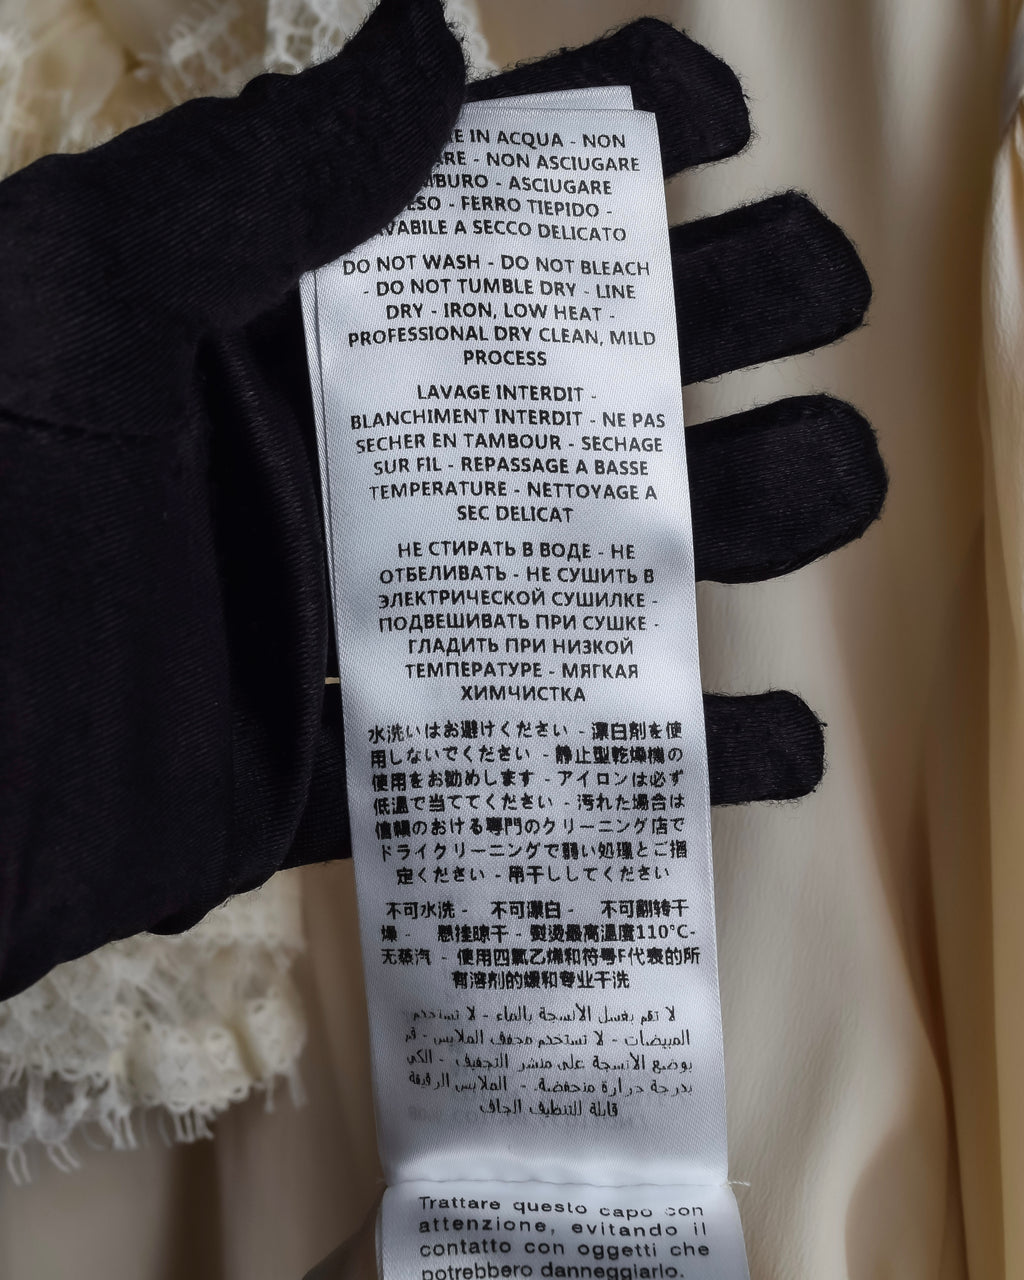 IN ACQUA - NON
- NON ASCIUGARE
- ASCIUGARE
- FERRO TIEPIDO -
A SECCO DELICATO
DO NOT WASH - DO NOT BLEACH
- DO NOT TUMBLE DRY - LINE
DRY - IRON, LOW HEAT -
PROFESSIONAL DRY CLEAN, MILD
PROCESS
LAVAGE INTERDIT -
BLANCHIMENT INTERDIT - NE PAS
SECHER EN TAMBOUR - SECHAGE
SUR FIL - REPASSAGE A BASSE
TEMPERATURE - NETTOYAGE A
SEC DELICAT
НЕ СТИРАТЬ В ВОДЕ - НЕ
ОТБЕЛИВАТЬ - НЕ СУШИТЬ В
ЭЛЕКТРИЧЕСКОЙ СУШИЛКЕ -
ПОДВЕШИВАТЬ ПРИ СУШКЕ -
ГЛАДИТЬ ПРИ НИЗКОЙ
ТЕМПЕРАТУРЕ - МЯГКАЯ
ХИМЧИСТКА
水洗いはお避けください - 漂白剤を使
用しないでください - 静止型乾燥機の
使用をお勧めします - アイロンは必ず
低温で当ててください - 汚れた場合は
信頼のおける専門のクリーニング店で
ドライクリーニングで弱い処理とご指
定ください - 吊干ししてください
不可水洗 - 不可漂白 - 不可翻转干
燥 - 悬挂晾干 - 熨烫最高温度110°C-
无蒸汽 - 使用四氯乙烯和符号F代表的所
有溶剂的缓和专业干洗
لا تقم بغسل الأنسجة بالماء - لا تستخدم
المبيضات - لا تستخدم مجفف الملابس - قم
بوضع الأنسجة على منشر التجفيف - الكي
بدرجة حرارة منخفضة. - الملابس الرقيقة
قابلة للتنظيف الجاف
Trattare questo capo con
attenzione, evitando il
contatto con oggetti che
potrebbero danneggiarlo.